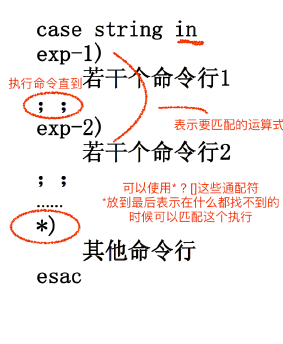 case string in
exp-1)
若干个命令行1
执行命令直到
；；
exp-2)
表示要匹配的运算式
若干个命令行2
；；
可以使用*？[]这些通配符
*放到最后表示在什么都找不到的
时候可以匹配这个执行
……
*)
其他命令行
esac